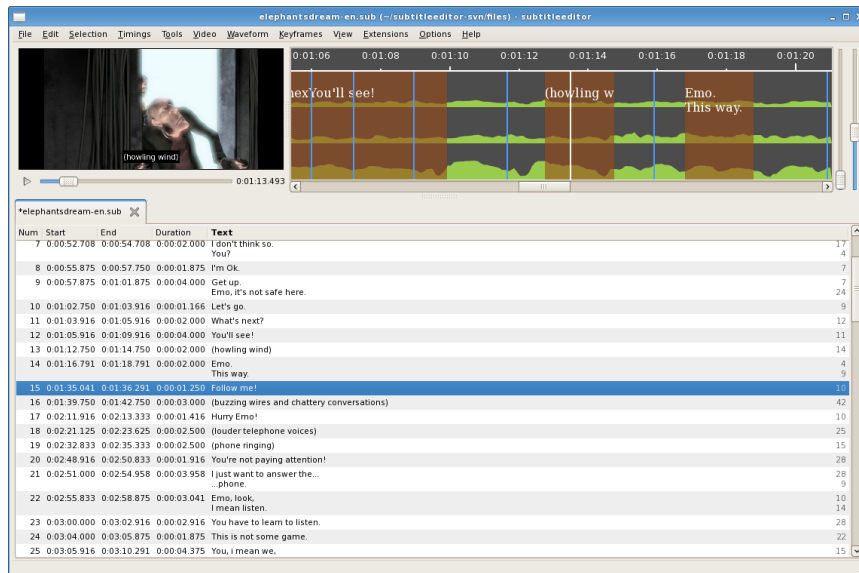 elephantsdream-en.sub (~/subtitleeditor-svn/files) - subtitleeditor
File Edit Selection Timings Tools Video Waveform Keyframes View Extensions Options Help
0:01:06 0:01:08 0:01:10 0:01:12 0:01:14 0:01:16 0:01:18 0:01:20
nexYou'll see! (howling w Emo.
This way.
(howling wind)
0:01:13.493
*elephantsdream-en.sub
Num Start End Duration Text
7 0:00:52.708 0:00:54.708 0:00:02.000 I don't think so. 17
You? 4
8 0:00:55.875 0:00:57.750 0:00:01.875 I'm Ok. 7
9 0:00:57.875 0:01:01.875 0:00:04.000 Get up. 7
Emo, it's not safe here. 24
10 0:01:02.750 0:01:03.916 0:00:01.166 Let's go. 9
11 0:01:03.916 0:01:05.916 0:00:02.000 What's next? 12
12 0:01:05.916 0:01:09.916 0:00:04.000 You'll see! 11
13 0:01:12.750 0:01:14.750 0:00:02.000 (howling wind) 14
14 0:01:16.791 0:01:18.791 0:00:02.000 Emo. 4
This way. 9
15 0:01:35.041 0:01:36.291 0:00:01.250 Follow me! 10
16 0:01:39.750 0:01:42.750 0:00:03.000 (buzzing wires and chattery conversations) 42
17 0:02:11.916 0:02:13.333 0:00:01.416 Hurry Emo! 10
18 0:02:21.125 0:02:23.625 0:00:02.500 (louder telephone voices) 25
19 0:02:32.833 0:02:35.333 0:00:02.500 (phone ringing) 15
20 0:02:48.916 0:02:50.833 0:00:01.916 You're not paying attention! 28
21 0:02:51.000 0:02:54.958 0:00:03.958 I just want to answer the... 28
...phone. 9
22 0:02:55.833 0:02:58.875 0:00:03.041 Emo, look, 10
I mean listen. 14
23 0:03:00.000 0:03:02.916 0:00:02.916 You have to learn to listen. 28
24 0:03:04.000 0:03:05.875 0:00:01.875 This is not some game. 22
25 0:03:05.916 0:03:10.291 0:00:04.375 You, i mean we, 15